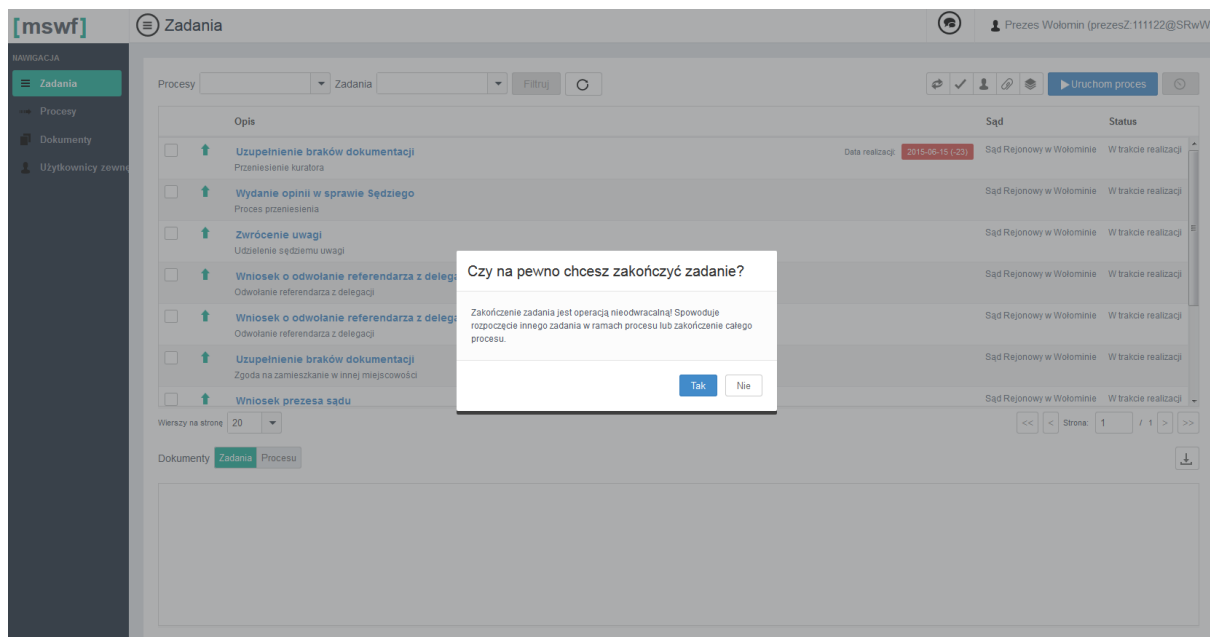 [mswf]
Zadania
Prezes Wołomin (prezesZ:111122@SRwW
NAWIGACJA
Zadania
Procesy
Dokumenty
Użytkownicy zewnę
Procesy
Zadania
Filtruj
Uruchom proces
Opis
Sąd
Status
Uzupełnienie braków dokumentacji
Przeniesienie kuratora
Data realizacji: 2015-06-15 (-23)
Sąd Rejonowy w Wołominie W trakcie realizacji
Wydanie opinii w sprawie Sędziego
Proces przeniesienia
Sąd Rejonowy w Wołominie W trakcie realizacji
Zwrócenie uwagi
Udzielenie sędziemu uwagi
Sąd Rejonowy w Wołominie W trakcie realizacji
Wniosek o odwołanie referendarza z delega
Odwołanie referendarza z delegacji
Sąd Rejonowy w Wołominie W trakcie realizacji
Wniosek o odwołanie referendarza z delega
Odwołanie referendarza z delegacji
Sąd Rejonowy w Wołominie W trakcie realizacji
Uzupełnienie braków dokumentacji
Zgoda na zamieszkanie w innej miejscowości
Sąd Rejonowy w Wołominie W trakcie realizacji
Wniosek prezesa sądu
Sąd Rejonowy w Wołominie W trakcie realizacji
Czy na pewno chcesz zakończyć zadanie?
Zakończenie zadania jest operacją nieodwracalną! Spowoduje
rozpoczęcie innego zadania w ramach procesu lub zakończenie całego
procesu.
Tak Nie
Wierszy na stronę 20
<< < Strona: 1 / 1 > >>
Dokumenty Zadania Procesu